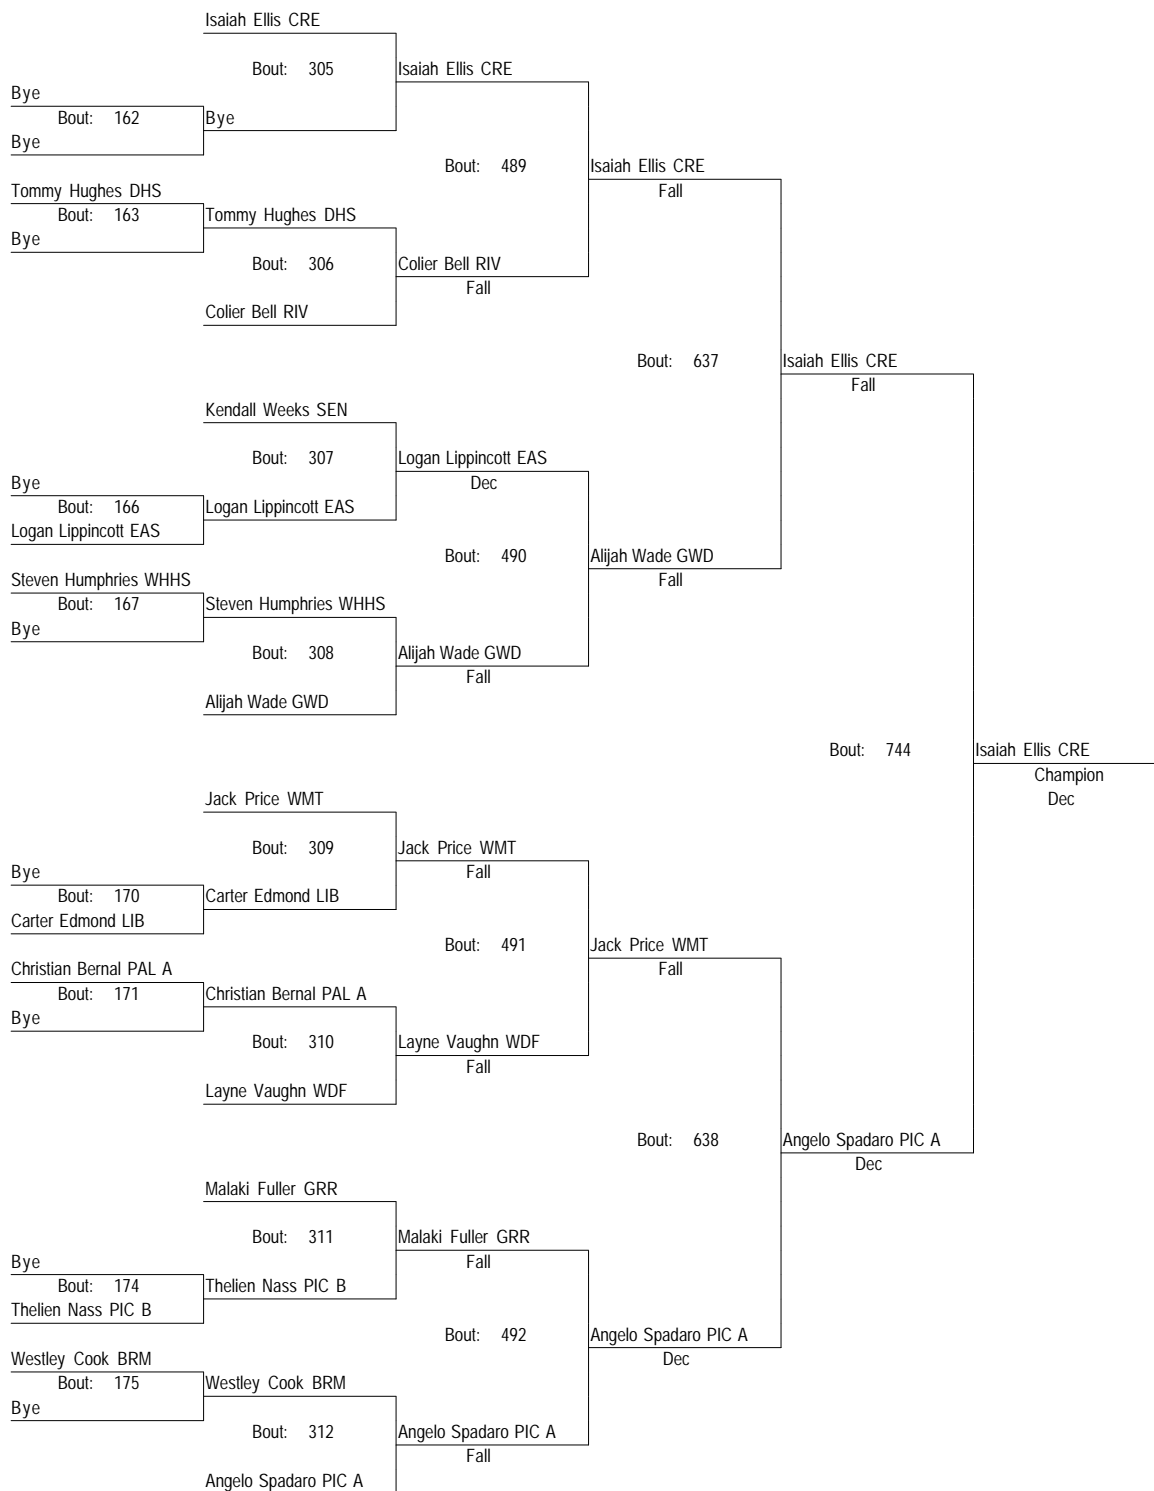 Isaiah Ellis CRE
Bout: 305
Isaiah Ellis CRE
Bye
Bout: 162
Bye
Bye
Bout: 489
Isaiah Ellis CRE
Fall
Tommy Hughes DHS
Bout: 163
Tommy Hughes DHS
Bye
Bout: 306
Colier Bell RIV
Fall
Colier Bell RIV
Bout: 637
Isaiah Ellis CRE
Fall
Kendall Weeks SEN
Bout: 307
Logan Lippincott EAS
Dec
Bye
Bout: 166
Logan Lippincott EAS
Logan Lippincott EAS
Bout: 490
Alijah Wade GWD
Fall
Steven Humphries WHHS
Bout: 167
Steven Humphries WHHS
Bye
Bout: 308
Alijah Wade GWD
Fall
Alijah Wade GWD
Bout: 744
Isaiah Ellis CRE
Champion
Dec
Jack Price WMT
Bout: 309
Jack Price WMT
Fall
Bye
Bout: 170
Carter Edmond LIB
Carter Edmond LIB
Bout: 491
Jack Price WMT
Fall
Christian Bernal PAL A
Bout: 171
Christian Bernal PAL A
Bye
Bout: 310
Layne Vaughn WDF
Fall
Layne Vaughn WDF
Bout: 638
Angelo Spadaro PIC A
Dec
Malaki Fuller GRR
Bout: 311
Malaki Fuller GRR
Fall
Bye
Bout: 174
Thelien Nass PIC B
Thelien Nass PIC B
Bout: 492
Angelo Spadaro PIC A
Dec
Westley Cook BRM
Bout: 175
Westley Cook BRM
Bye
Bout: 312
Angelo Spadaro PIC A
Fall
Angelo Spadaro PIC A